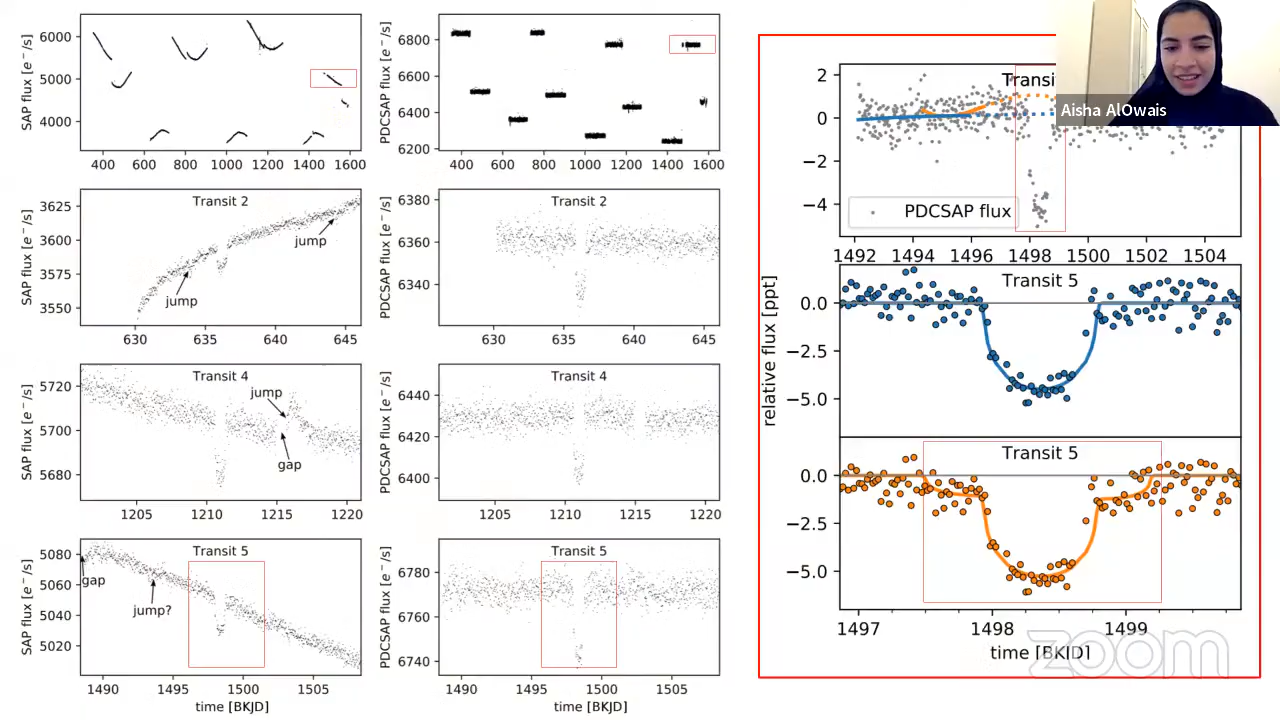 6000
5000
4000
SAP flux [e⁻/s]
400 600 800 1000 1200 1400 1600
6800
6600
6400
6200
PDCSAP flux [e⁻/s]
400 600 800 1000 1200 1400 1600
Transit 2
3625
3600
3575
3550
SAP flux [e⁻/s]
jump
jump
630 635 640 645
Transit 2
6380
6360
6340
PDCSAP flux [e⁻/s]
630 635 640 645
Transit 4
5720
5700
5680
SAP flux [e⁻/s]
jump
gap
1205 1210 1215 1220
Transit 4
6440
6420
6400
PDCSAP flux [e⁻/s]
1205 1210 1215 1220
Transit 5
5080
5060
5040
5020
SAP flux [e⁻/s]
gap
jump?
1490 1495 1500 1505
time [BKJD]
Transit 5
6780
6760
6740
PDCSAP flux [e⁻/s]
1490 1495 1500 1505
time [BKJD]
Transit
Aisha AlOwais
2
0
−2
−4
PDCSAP flux
1492 1494 1496 1498 1500 1502 1504
relative flux [ppt]
Transit 5
0.0
−2.5
−5.0
Transit 5
0.0
−2.5
−5.0
1497 1498 1499
time [BKJD]
zoom